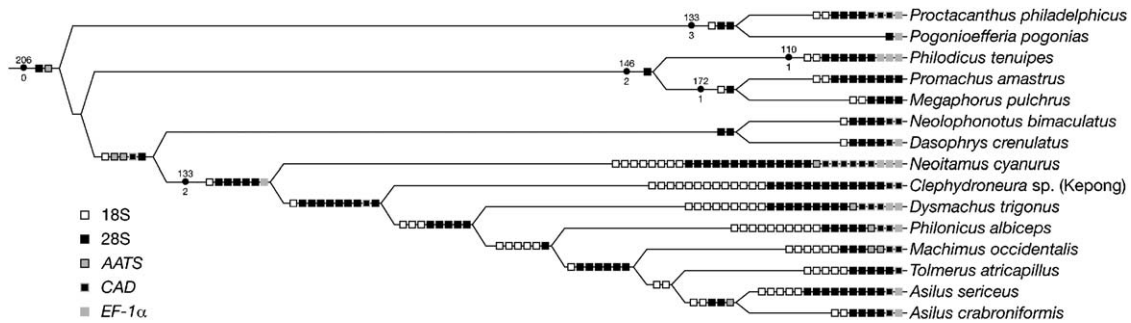 Proctacanthus philadelphicus
133
3
Pogonioefferia pogonias
110
1
Philodicus tenuipes
206
0
146
2
Promachus amastrus
172
1
Megaphorus pulchrus
Neolophonotus bimaculatus
Dasophrys crenulatus
Neoitamus cyanurus
133
2
Clephydroneura sp. (Kepong)
Dysmachus trigonus
Philonicus albiceps
Machimus occidentalis
Tolmerus atricapillus
Asilus sericeus
Asilus crabroniformis
18S
28S
AATS
CAD
EF-1α